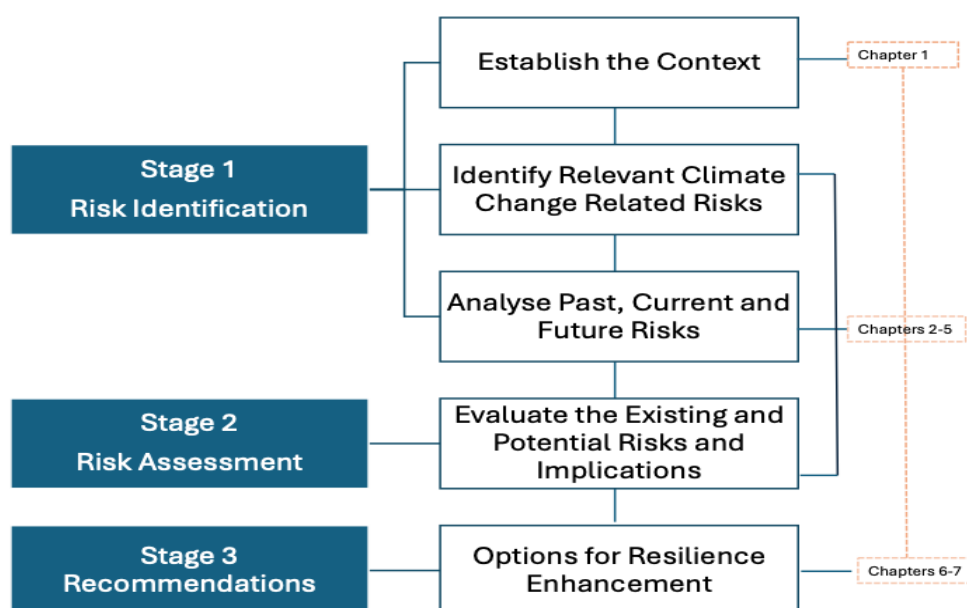 Establish the Context
Chapter 1
Stage 1
Risk Identification
Identify Relevant Climate
Change Related Risks
Analyse Past, Current and
Future Risks
Chapters 2-5
Stage 2
Risk Assessment
Evaluate the Existing and
Potential Risks and
Implications
Stage 3
Recommendations
Options for Resilience
Enhancement
Chapters 6-7